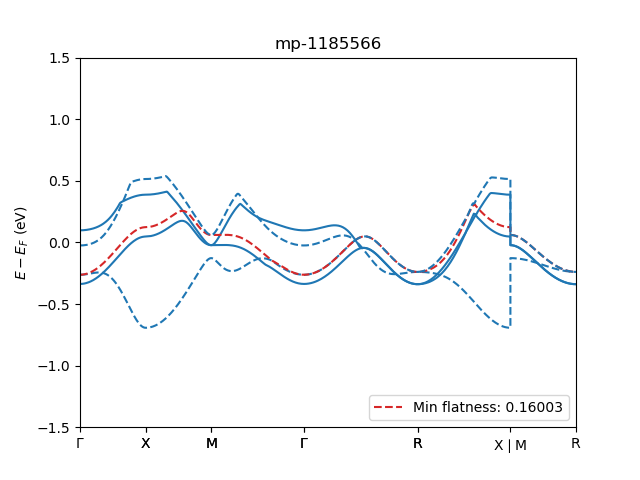 mp-1185566
1.5
1.0
0.5
0.0
−0.5
−1.0
−1.5
E − E_F (eV)
Γ X M Γ R X | M R
Min flatness: 0.16003